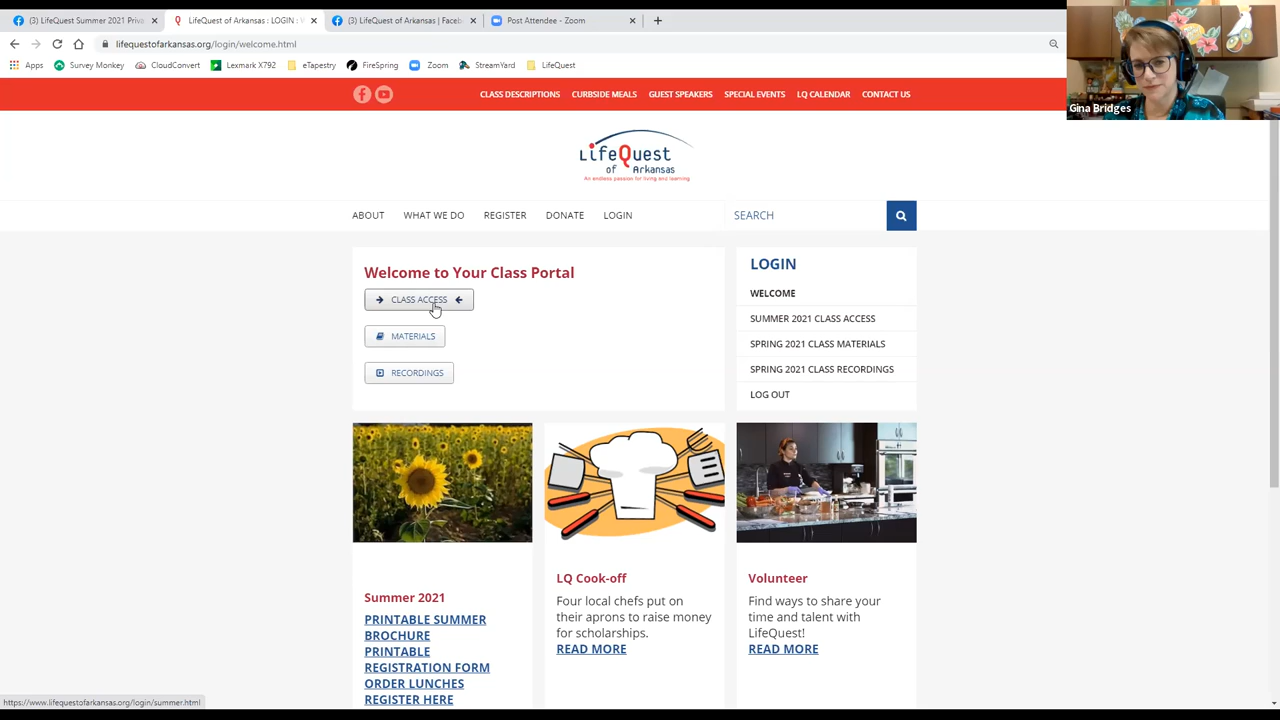 (3) LifeQuest Summer 2021 Priva
LifeQuest of Arkansas : LOGIN :
(3) LifeQuest of Arkansas | Faceb
Post Attendee - Zoom
lifequestofarkansas.org/login/welcome.html
Apps
Survey Monkey
CloudConvert
Lexmark X792
eTapestry
FireSpring
Zoom
StreamYard
LifeQuest
Gina Bridges
CLASS DESCRIPTIONS
CURBSIDE MEALS
GUEST SPEAKERS
SPECIAL EVENTS
LQ CALENDAR
CONTACT US
LifeQuest
of Arkansas
An endless passion for living and learning
ABOUT
WHAT WE DO
REGISTER
DONATE
LOGIN
SEARCH
Welcome to Your Class Portal
CLASS ACCESS
MATERIALS
RECORDINGS
LOGIN
WELCOME
SUMMER 2021 CLASS ACCESS
SPRING 2021 CLASS MATERIALS
SPRING 2021 CLASS RECORDINGS
LOG OUT
Summer 2021
PRINTABLE SUMMER
BROCHURE
PRINTABLE
REGISTRATION FORM
ORDER LUNCHES
REGISTER HERE
LQ Cook-off
Four local chefs put on
their aprons to raise money
for scholarships.
READ MORE
Volunteer
Find ways to share your
time and talent with
LifeQuest!
READ MORE
https://www.lifequestofarkansas.org/login/summer.html